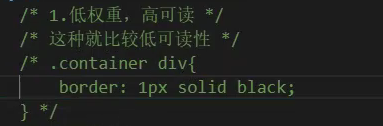 /* 1.低权重，高可读 */
/* 这种就比较低可读性 */
/* .container div{
border: 1px solid black;
} */